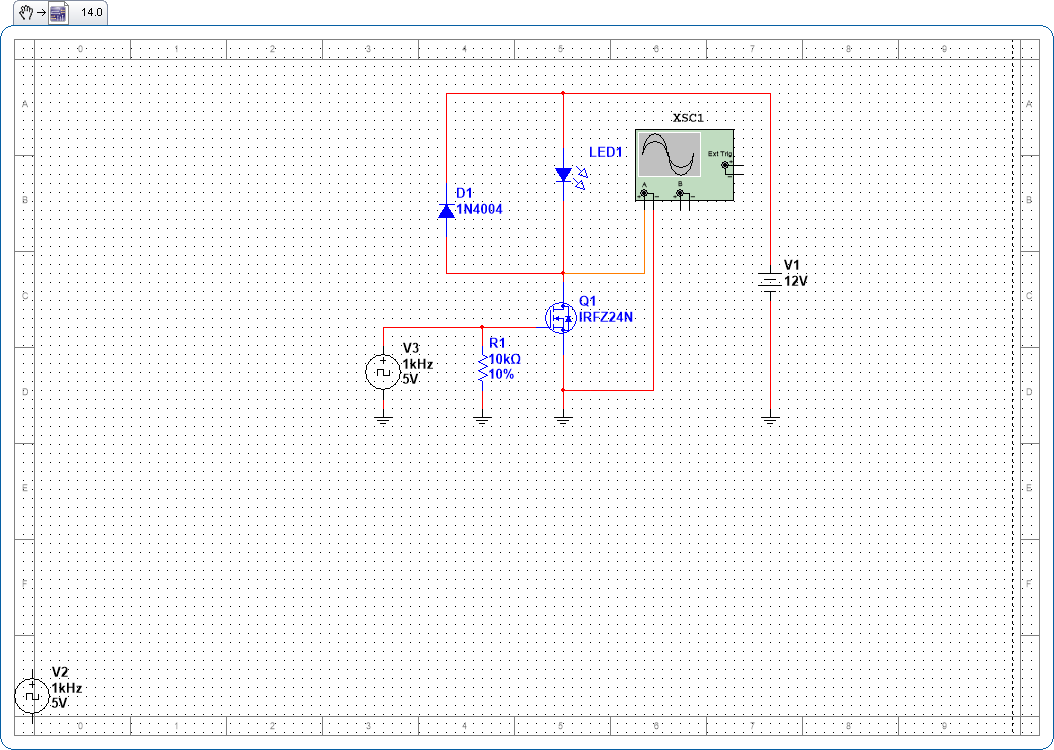 14.0
0 1 2 3 4 5 6 7 8 9
A A
XSC1
Ext Trig
LED1
A B
D1
1N4004
B B
V1
12V
C C
Q1
IRFZ24N
R1
10kΩ
10%
V3
1kHz
5V
D D
E E
F F
V2
1kHz
5V
0 1 2 3 4 5 6 7 8 9